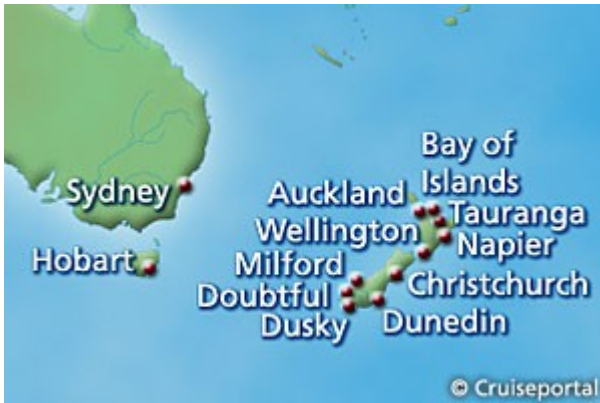 Bay of
Islands
Sydney
Auckland
Tauranga
Wellington
Napier
Hobart
Milford
Christchurch
Doubtful
Dusky
Dunedin
© Cruiseportal